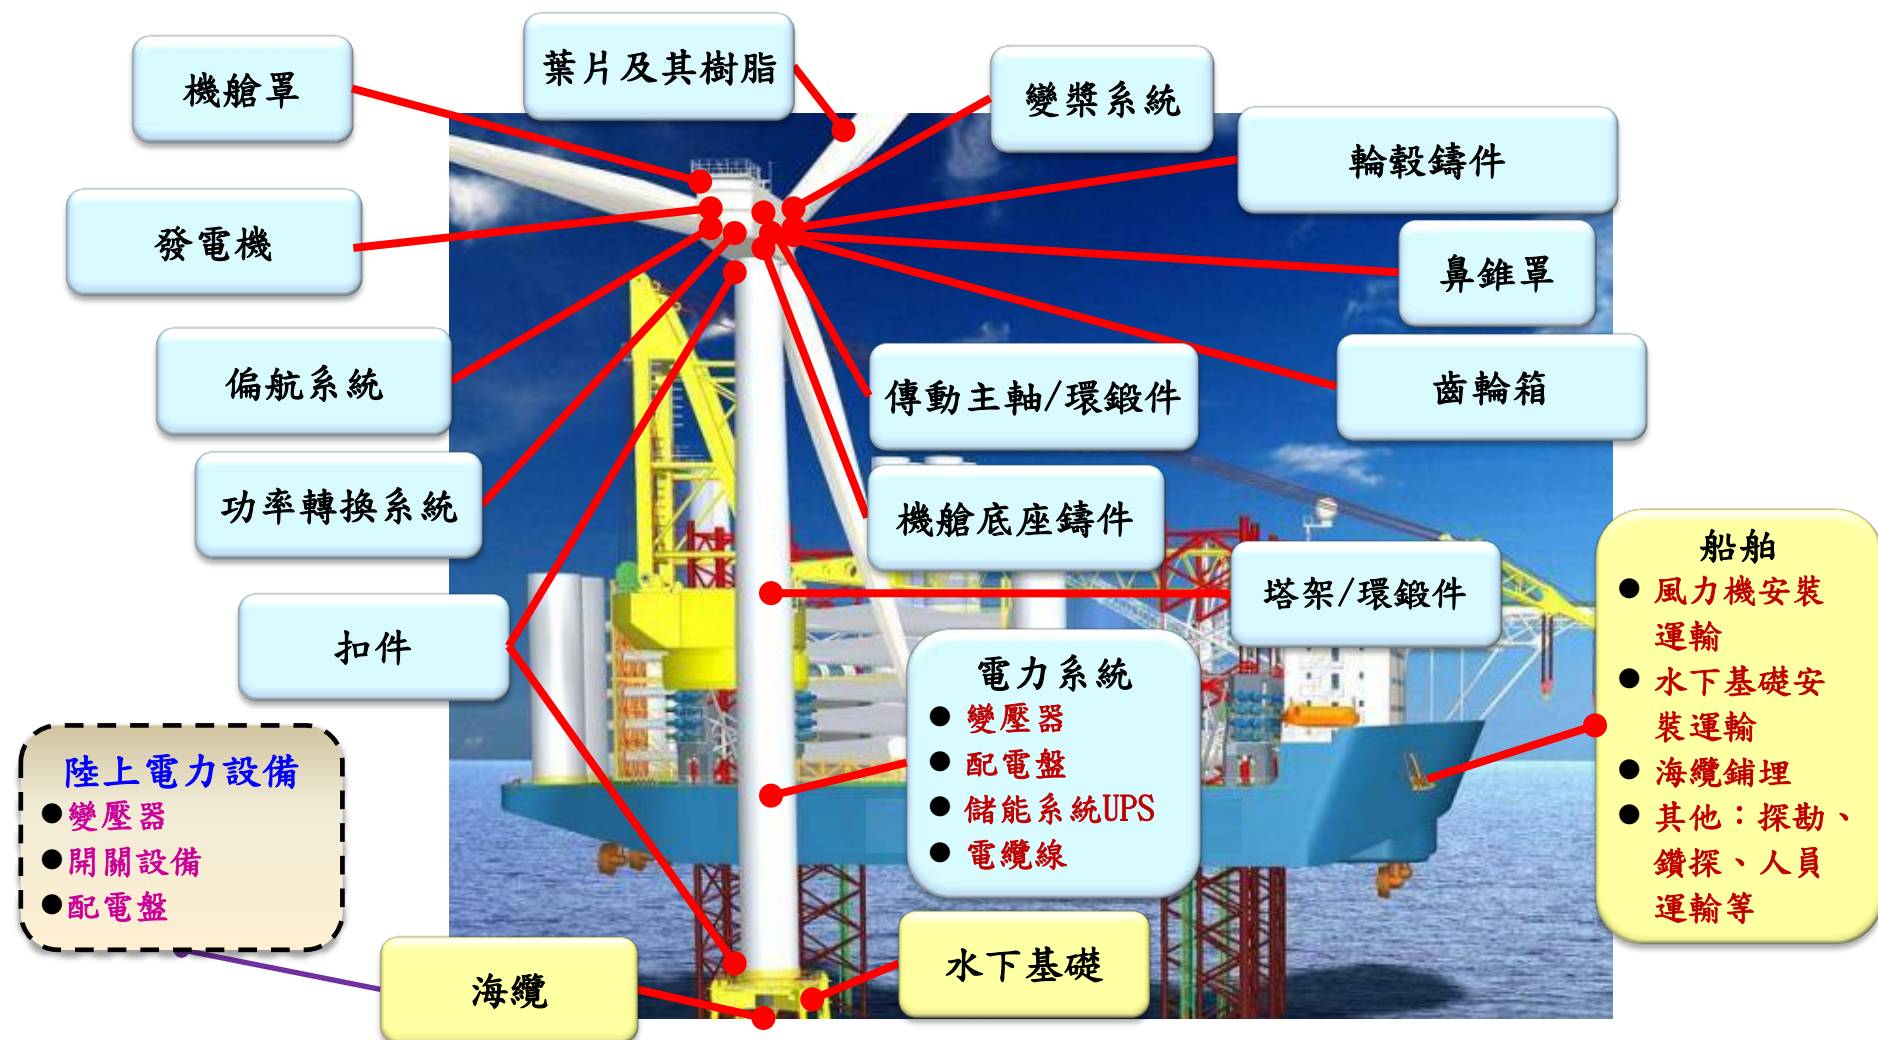 葉片及其樹脂
機艙罩
變槳系統
輪轂鑄件
發電機
鼻錐罩
偏航系統
傳動主軸/環鍛件
齒輪箱
功率轉換系統
機艙底座鑄件
塔架/環鍛件
扣件
船舶
風力機安裝
運輸
水下基礎安
裝運輸
海纜鋪埋
其他：探勘、
鑽探、人員
運輸等
電力系統
變壓器
配電盤
儲能系統UPS
電纜線
陸上電力設備
變壓器
開關設備
配電盤
水下基礎
海纜